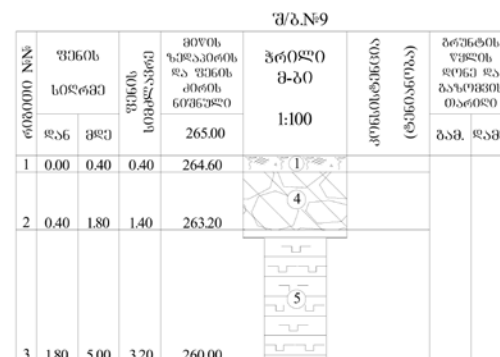 შ/ბ.№9
რიგითი №№
ფენის
სიღრმე
დან
მდე
ფენის
სიმძლავრე
მიწის
ზედაპირის
და ფენის
ძირის
ნიშნული
265.00
ჭრილი
მ-ბი
1:100
კონსისტენცია
(ტენიანობა)
გრუნტის
წყლის
დონე და
გაზომვის
თარიღი
გამ.
დამ
1 0.00 0.40 0.40 264.60 1
4
2 0.40 1.80 1.40 263.20
5
3 1.80 5.00 3.20 260.00